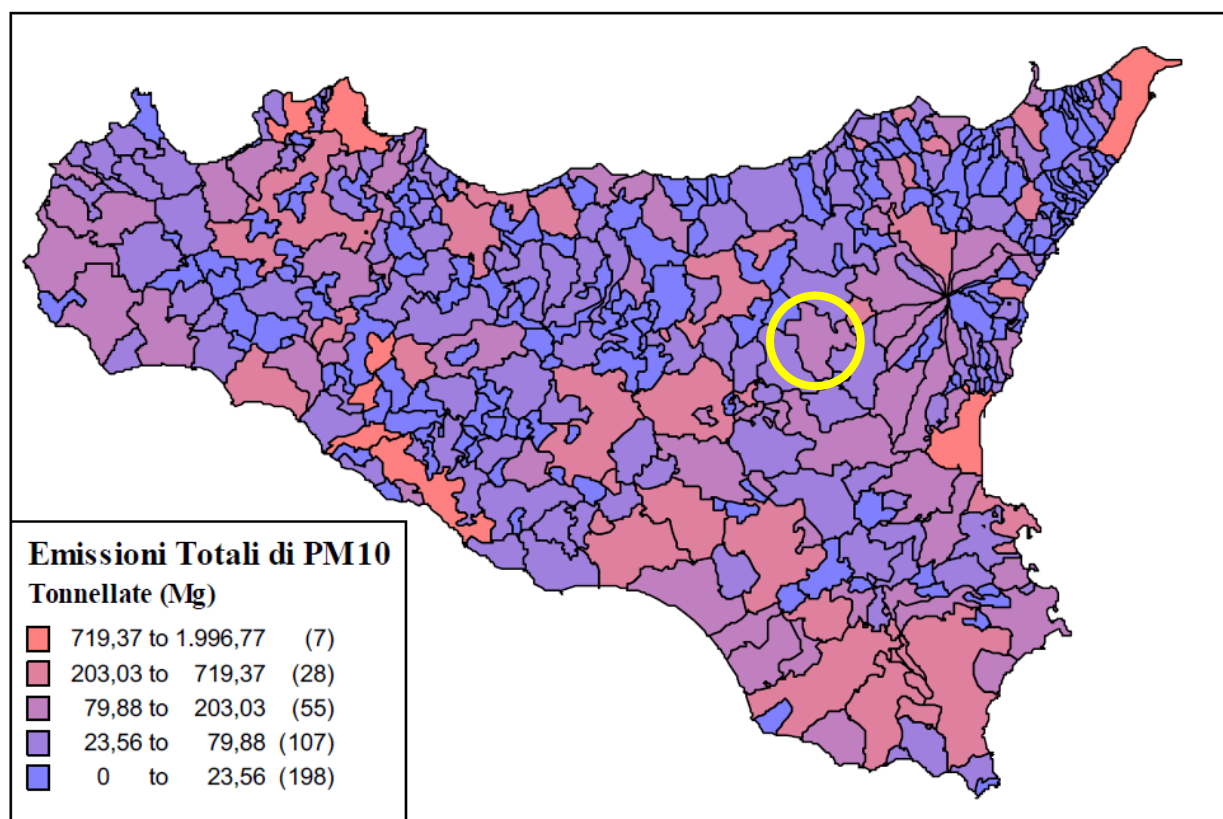 Emissioni Totali di PM10
Tonnellate (Mg)
719,37 to 1.996,77 (7)
203,03 to 719,37 (28)
79,88 to 203,03 (55)
23,56 to 79,88 (107)
0 to 23,56 (198)